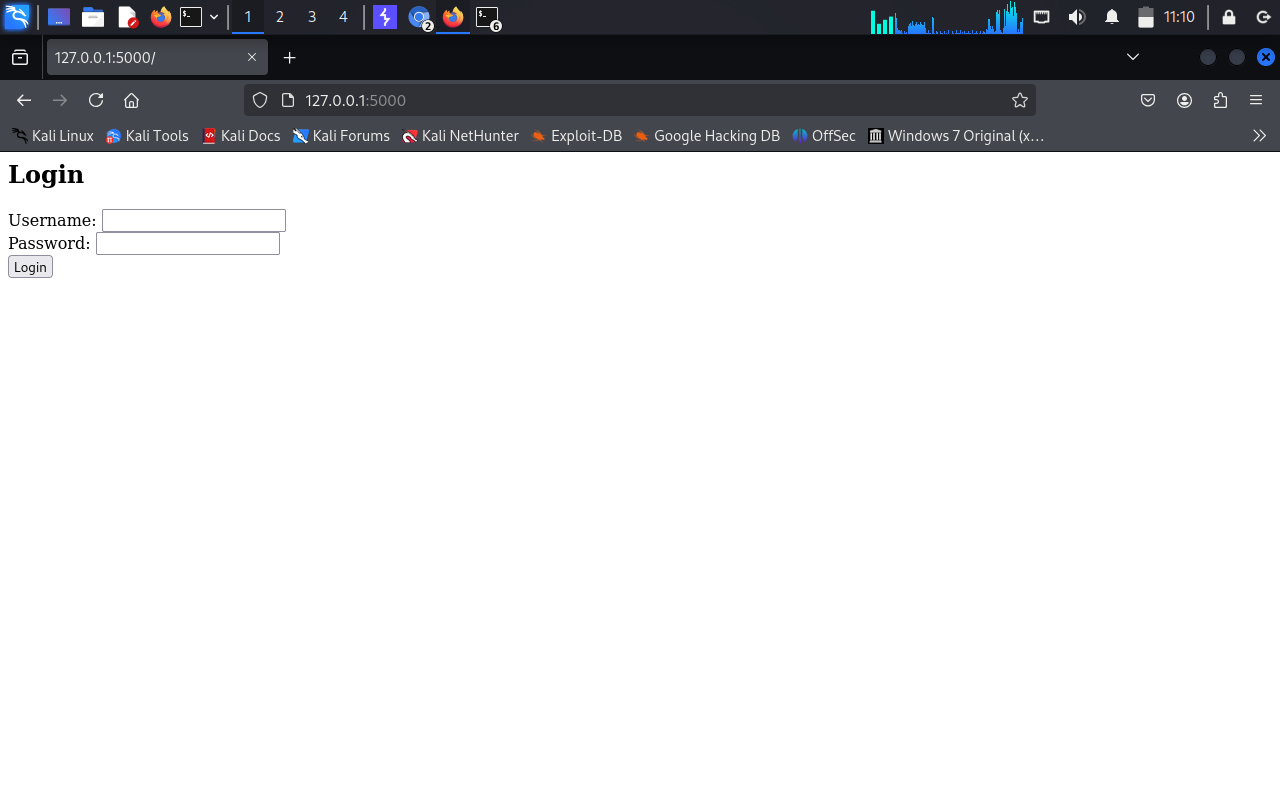 1 2 3 4 2 6 11:10
127.0.0.1:5000/
127.0.0.1:5000
Kali Linux Kali Tools Kali Docs Kali Forums Kali NetHunter Exploit-DB Google Hacking DB OffSec Windows 7 Original (x…
Login
Username:
Password:
Login